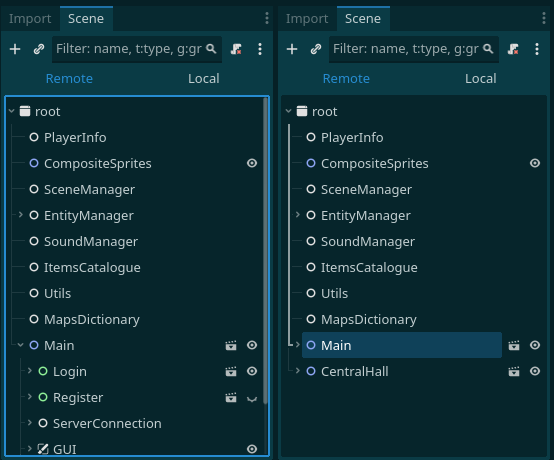 Import Scene
Filter: name, t:type, g:gr
Remote Local
root
PlayerInfo
CompositeSprites
SceneManager
EntityManager
SoundManager
ItemsCatalogue
Utils
MapsDictionary
Main
Login
Register
ServerConnection
GUI
Import Scene
Filter: name, t:type, g:gr
Remote Local
root
PlayerInfo
CompositeSprites
SceneManager
EntityManager
SoundManager
ItemsCatalogue
Utils
MapsDictionary
Main
CentralHall